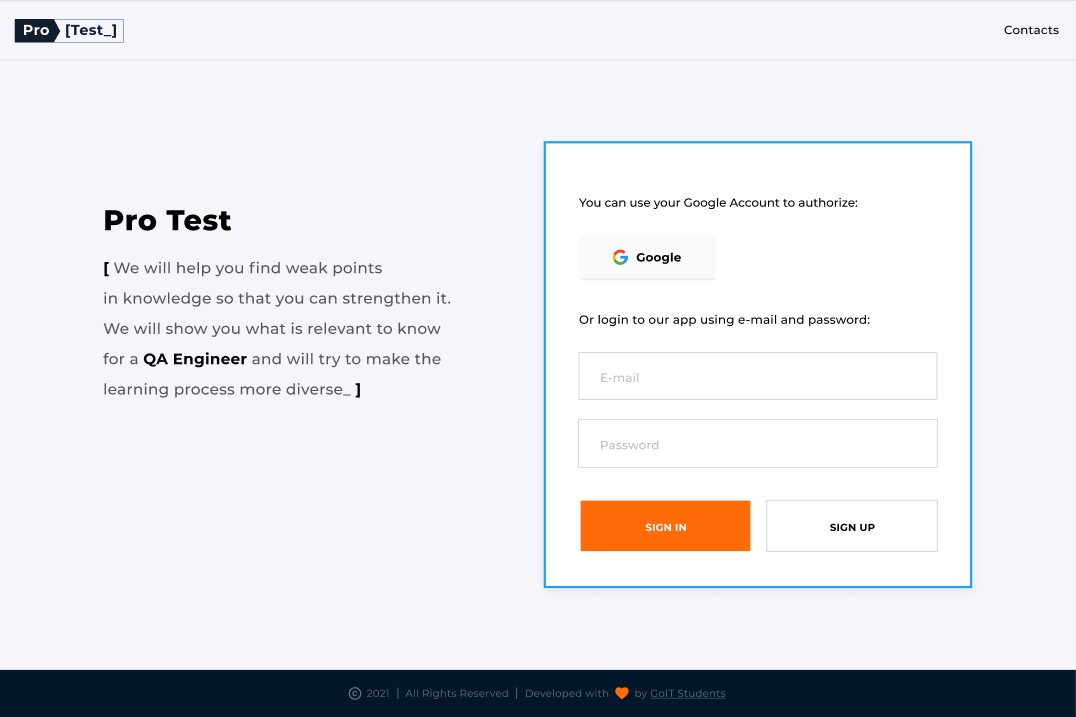 Pro [Test_]
Contacts
Pro Test
[ We will help you find weak points
in knowledge so that you can strengthen it.
We will show you what is relevant to know
for a QA Engineer and will try to make the
learning process more diverse_ ]
You can use your Google Account to authorize:
Google
Or login to our app using e-mail and password:
E-mail
Password
SIGN IN
SIGN UP
© 2021 | All Rights Reserved | Developed with 🧡 by GoIT Students